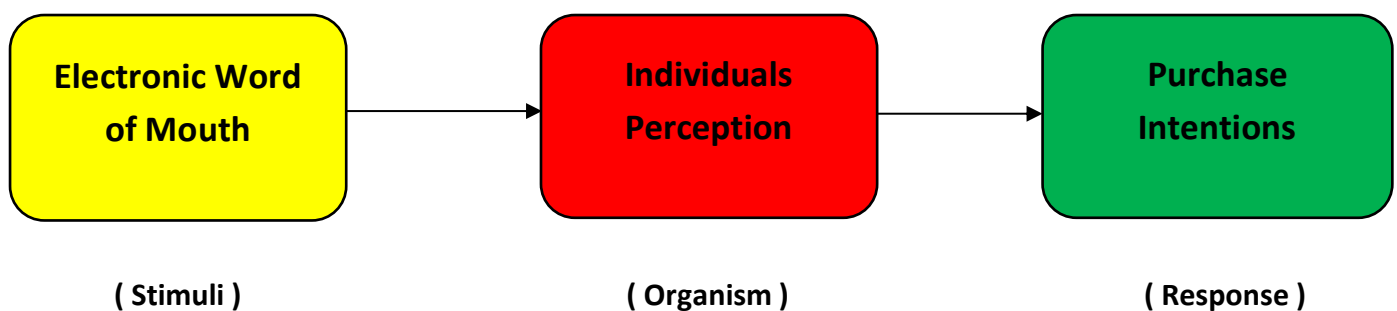 Electronic Word
of Mouth
Individuals
Perception
Purchase
Intentions
( Stimuli )
( Organism )
( Response )